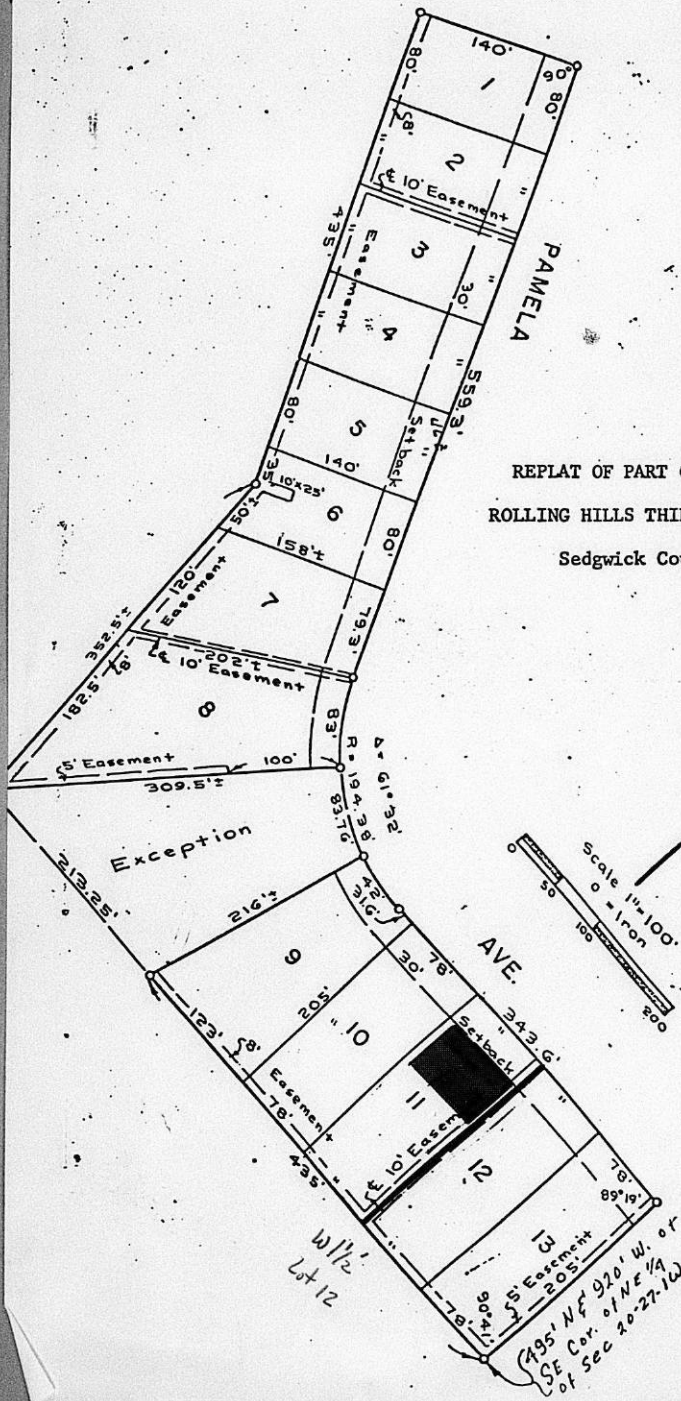 140'
90°
80'
80'
1
8'
2
"
"
℄ 10' Easement
PAMELA
435'
"
Easement
3
30'
"
"
4
"
559.3'
5
Setback
80'
140'
35'
10'x25'
6
80'
50'±
158'±
7
120'
Easement
79.3'
352.5'±
202'±
℄ 10' Easement
8'
182.5'
8
83'
5' Easement
100'
309.5'±
Δ = 61°32'
R = 194.38'
83.76'
REPLAT OF PART
ROLLING HILLS
Sedgwick
Exception
213.25'
216'±
42'
31.6'
Scale 1"=100'
o = Iron
0
50
100
200
AVE.
9
30'
78'
205'
343.6'
123'
8'
Easement
"
10
"
Setback
78'
11
℄ 10' Easem
"
435'
"
12
78'
89°19'
W 1½'
Lot 12
13
5' Easement
205'
90°41'
78'
"
495' N & 920' W. of
SE Cor. of NE 1/4
of Sec 20-27-1W